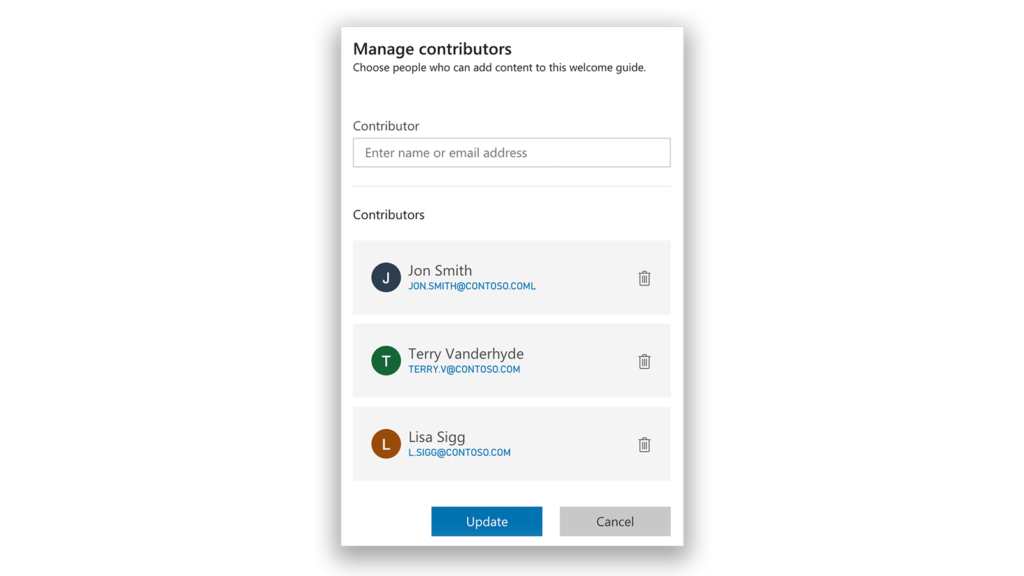 Manage contributors
Choose people who can add content to this welcome guide.
Contributor
Enter name or email address
Contributors
J
Jon Smith
JON.SMITH@CONTOSO.COML
T
Terry Vanderhyde
TERRY.V@CONTOSO.COM
L
Lisa Sigg
L.SIGG@CONTOSO.COM
Update
Cancel